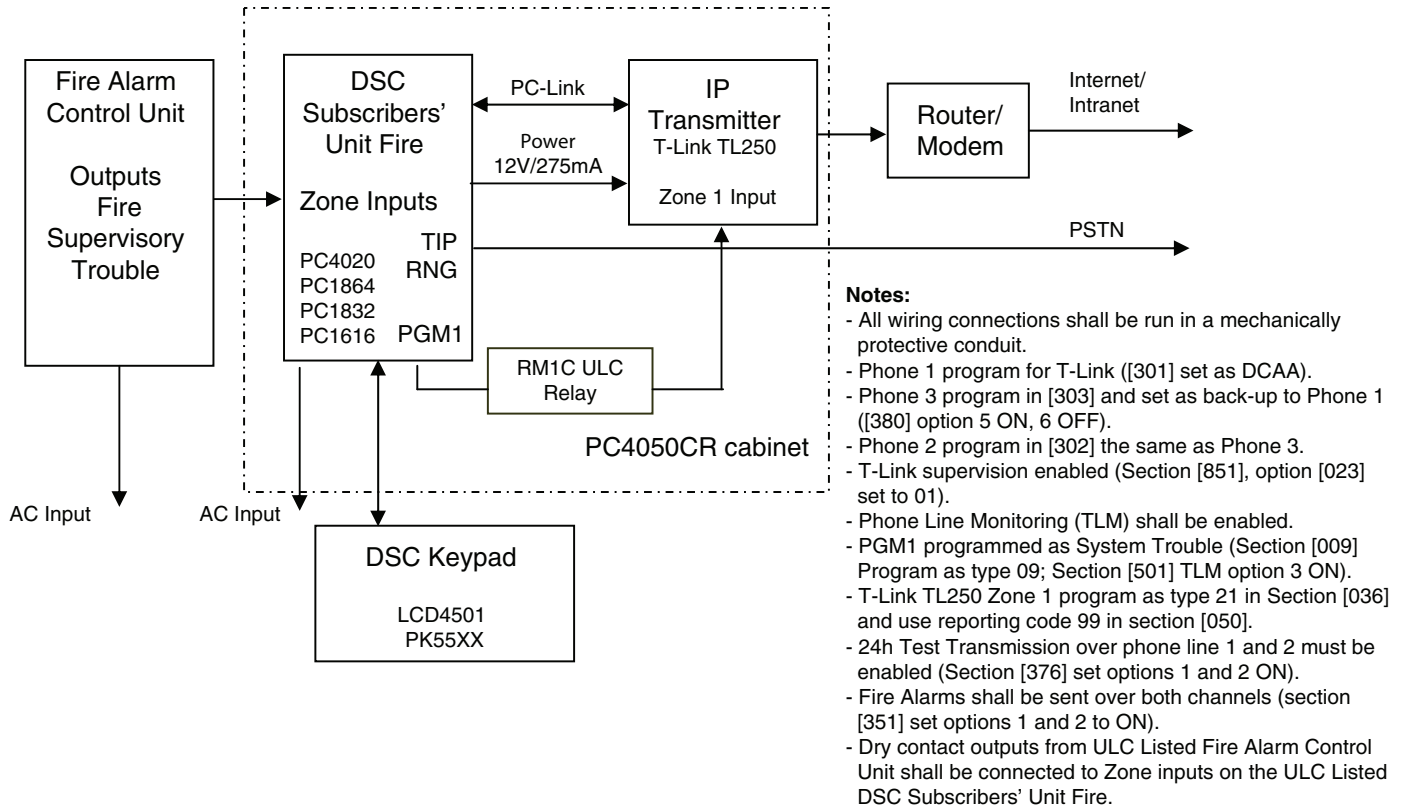 Fire Alarm
Control Unit
Outputs
Fire
Supervisory
Trouble
AC Input
DSC
Subscribers'
Unit Fire
Zone Inputs
TIP
RNG
PC4020
PC1864
PC1832
PC1616
PGM1
AC Input
PC-Link
Power
12V/275mA
IP
Transmitter
T-Link TL250
Zone 1 Input
RM1C ULC
Relay
PC4050CR cabinet
DSC Keypad
LCD4501
PK55XX
Router/
Modem
Internet/
Intranet
PSTN
Notes:
- All wiring connections shall be run in a mechanically
protective conduit.
- Phone 1 program for T-Link ([301] set as DCAA).
- Phone 3 program in [303] and set as back-up to Phone 1
([380] option 5 ON, 6 OFF).
- Phone 2 program in [302] the same as Phone 3.
- T-Link supervision enabled (Section [851], option [023]
set to 01).
- Phone Line Monitoring (TLM) shall be enabled.
- PGM1 programmed as System Trouble (Section [009]
Program as type 09; Section [501] TLM option 3 ON).
- T-Link TL250 Zone 1 program as type 21 in Section [036]
and use reporting code 99 in section [050].
- 24h Test Transmission over phone line 1 and 2 must be
enabled (Section [376] set options 1 and 2 ON).
- Fire Alarms shall be sent over both channels (section
[351] set options 1 and 2 to ON).
- Dry contact outputs from ULC Listed Fire Alarm Control
Unit shall be connected to Zone inputs on the ULC Listed
DSC Subscribers' Unit Fire.